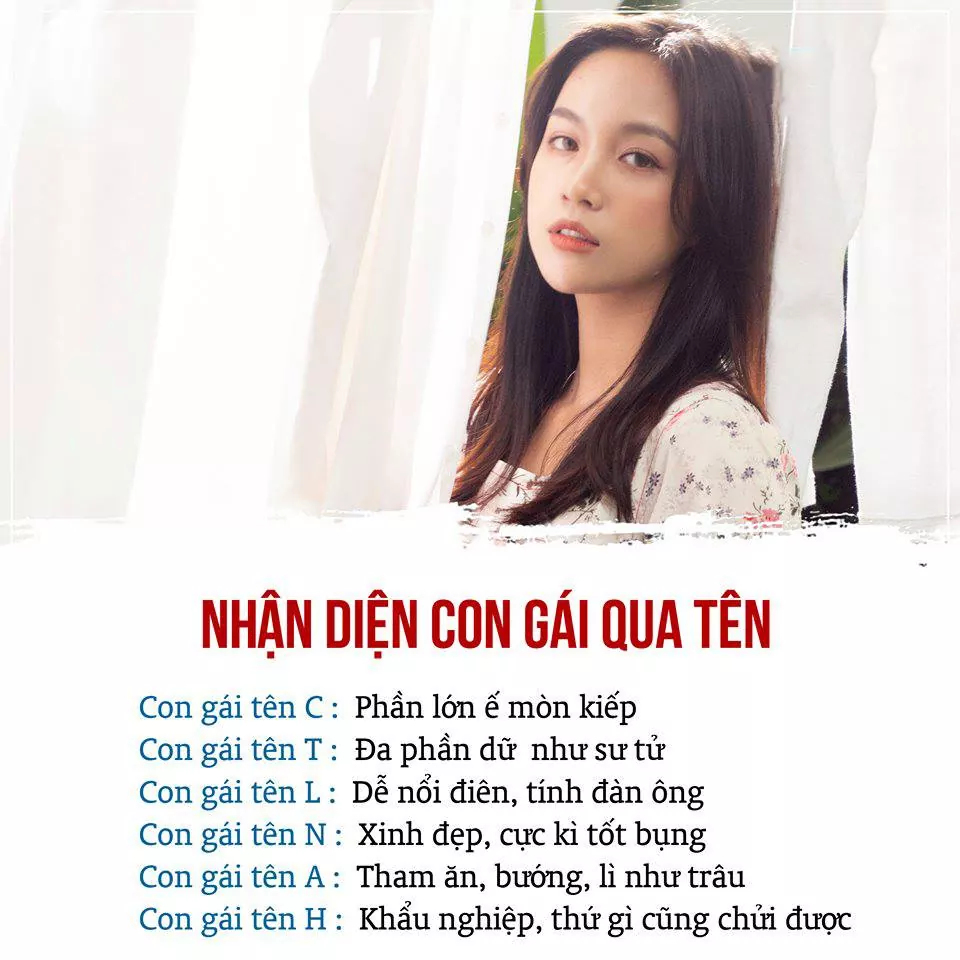 NHẬN DIỆN CON GÁI QUA TÊN
Con gái tên C : Phần lớn ế mòn kiếp
Con gái tên T : Đa phần dữ như sư tử
Con gái tên L : Dễ nổi điên, tính đàn ông
Con gái tên N : Xinh đẹp, cực kì tốt bụng
Con gái tên A : Tham ăn, bướng, lì như trâu
Con gái tên H : Khẩu nghiệp, thứ gì cũng chửi được